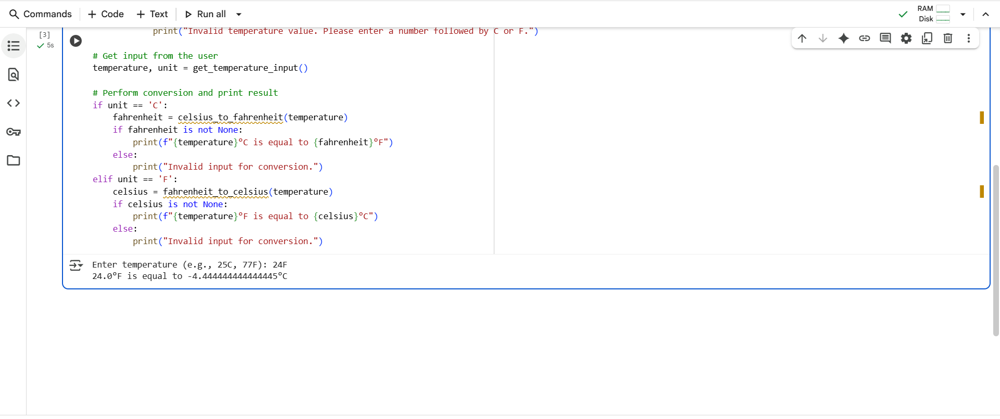 Commands + Code + Text Run all
RAM
Disk
[3]
5s
print("Invalid temperature value. Please enter a number followed by C or F.")
# Get input from the user
temperature, unit = get_temperature_input()
# Perform conversion and print result
if unit == 'C':
    fahrenheit = celsius_to_fahrenheit(temperature)
    if fahrenheit is not None:
        print(f"{temperature}°C is equal to {fahrenheit}°F")
    else:
        print("Invalid input for conversion.")
elif unit == 'F':
    celsius = fahrenheit_to_celsius(temperature)
    if celsius is not None:
        print(f"{temperature}°F is equal to {celsius}°C")
    else:
        print("Invalid input for conversion.")
Enter temperature (e.g., 25C, 77F): 24F
24.0°F is equal to -4.444444444444445°C